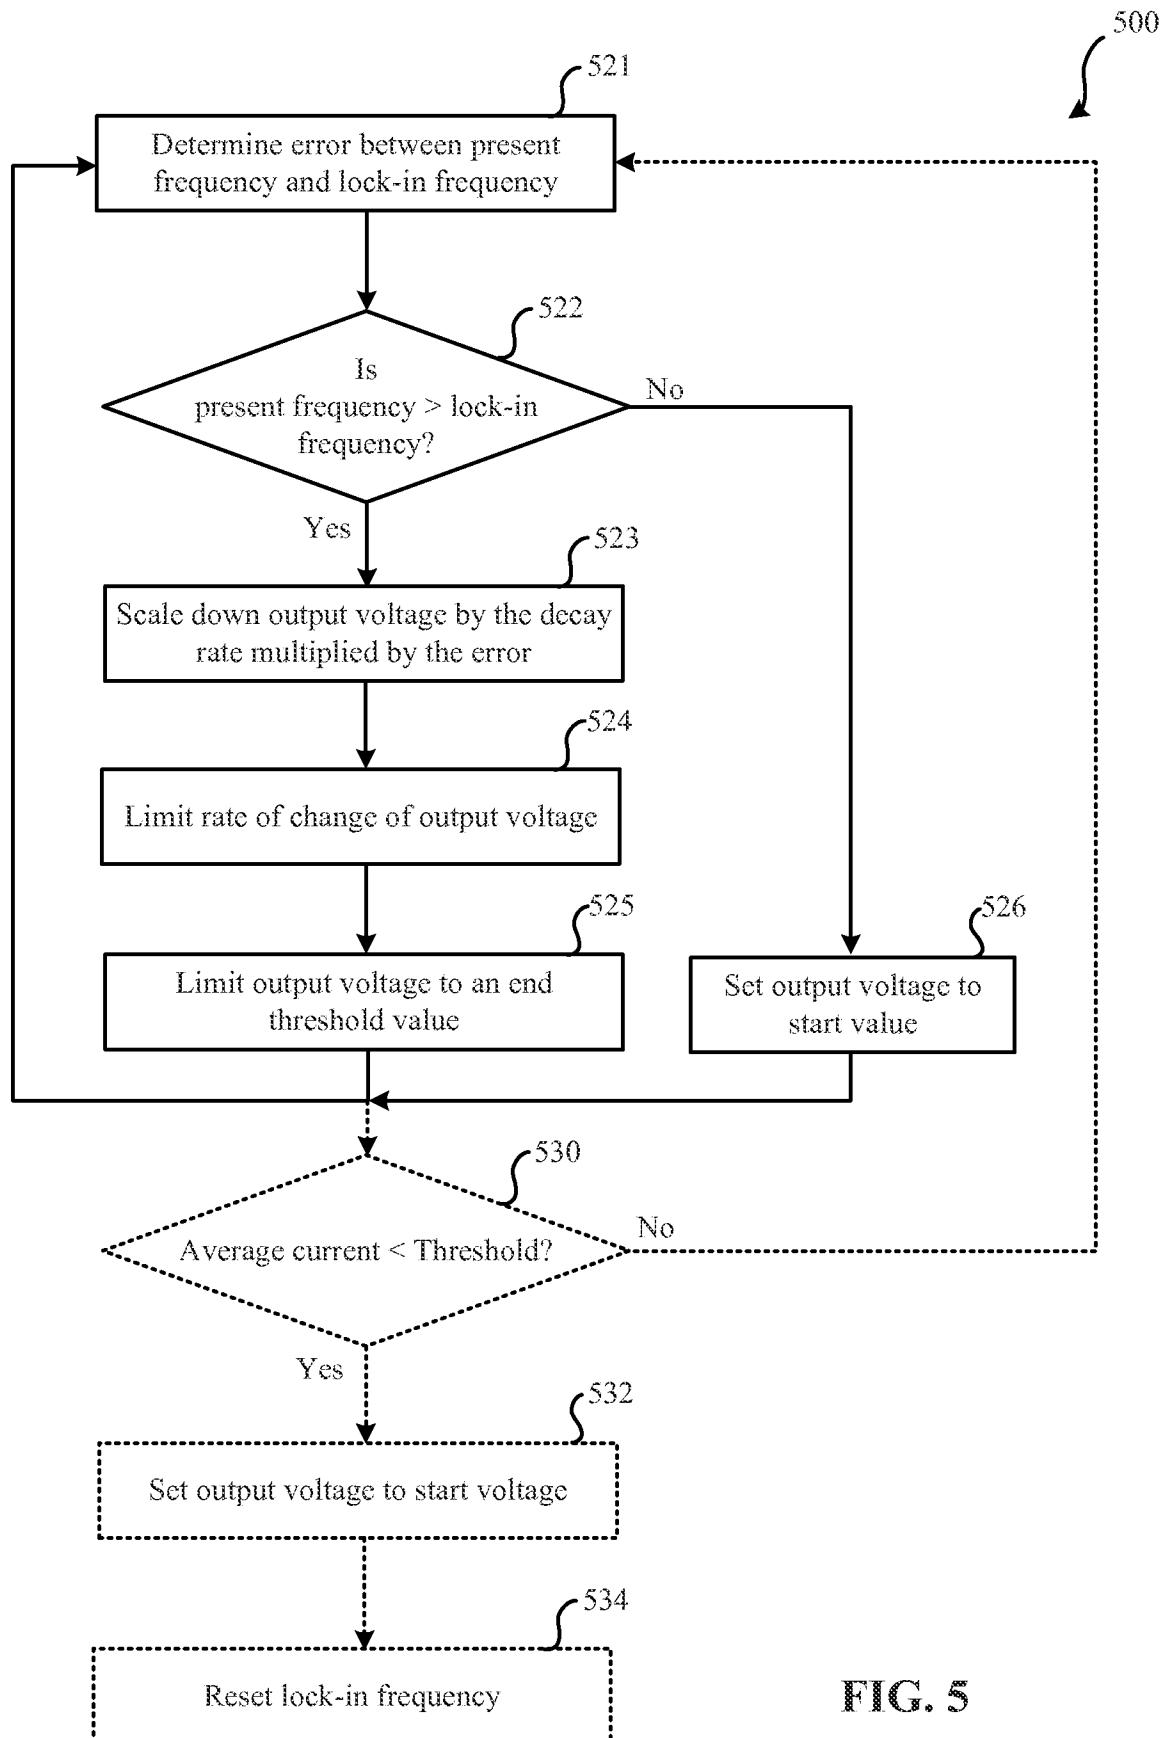 500
521
Determine error between present
frequency and lock-in frequency
522
Is
present frequency > lock-in
frequency?
No
Yes
523
Scale down output voltage by the decay
rate multiplied by the error
524
Limit rate of change of output voltage
525
Limit output voltage to an end
threshold value
526
Set output voltage to
start value
530
Average current < Threshold?
No
Yes
532
Set output voltage to start voltage
534
Reset lock-in frequency
FIG. 5